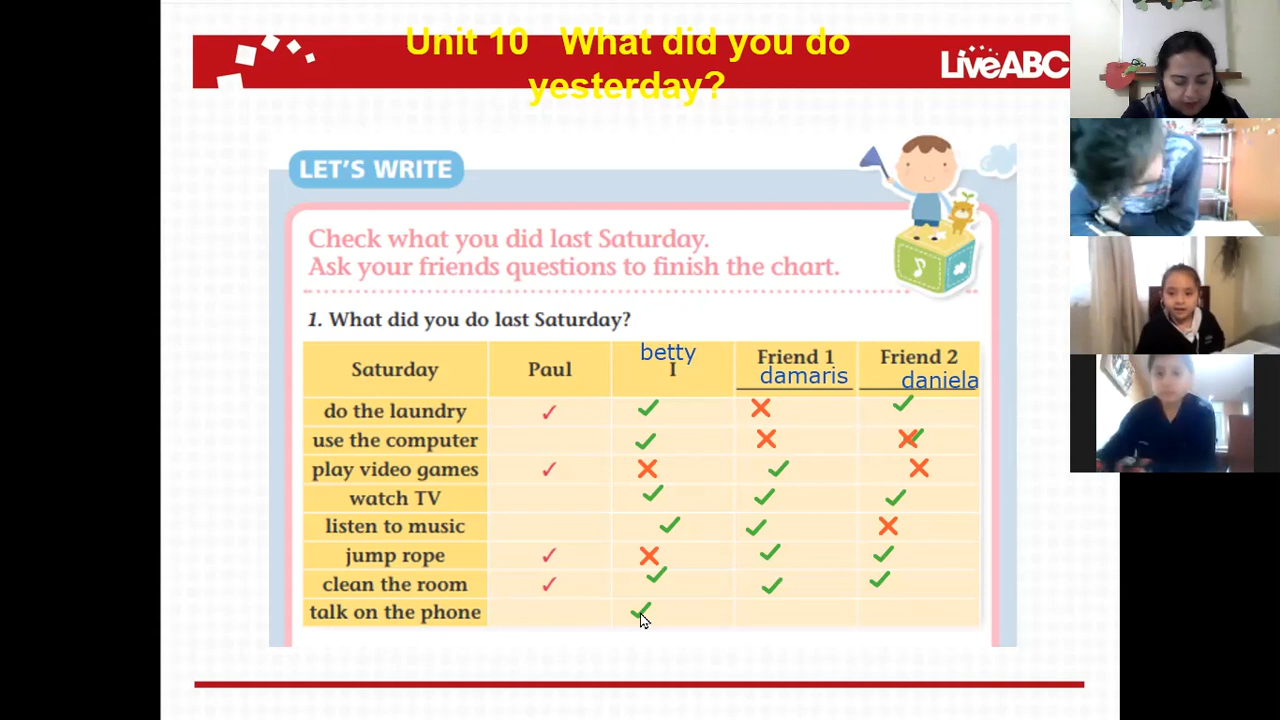 Unit 10 What did you do
yesterday?
LiveABC
LET'S WRITE
Check what you did last Saturday.
Ask your friends questions to finish the chart.
1. What did you do last Saturday?
Saturday Paul betty I Friend 1 damaris Friend 2 daniela
do the laundry ✓ ✓ ✗ ✓
use the computer ✓ ✗ ✗✓
play video games ✓ ✗ ✓ ✗
watch TV ✓ ✓ ✓
listen to music ✓ ✓ ✗
jump rope ✓ ✗ ✓ ✓
clean the room ✓ ✓ ✓ ✓
talk on the phone ✓